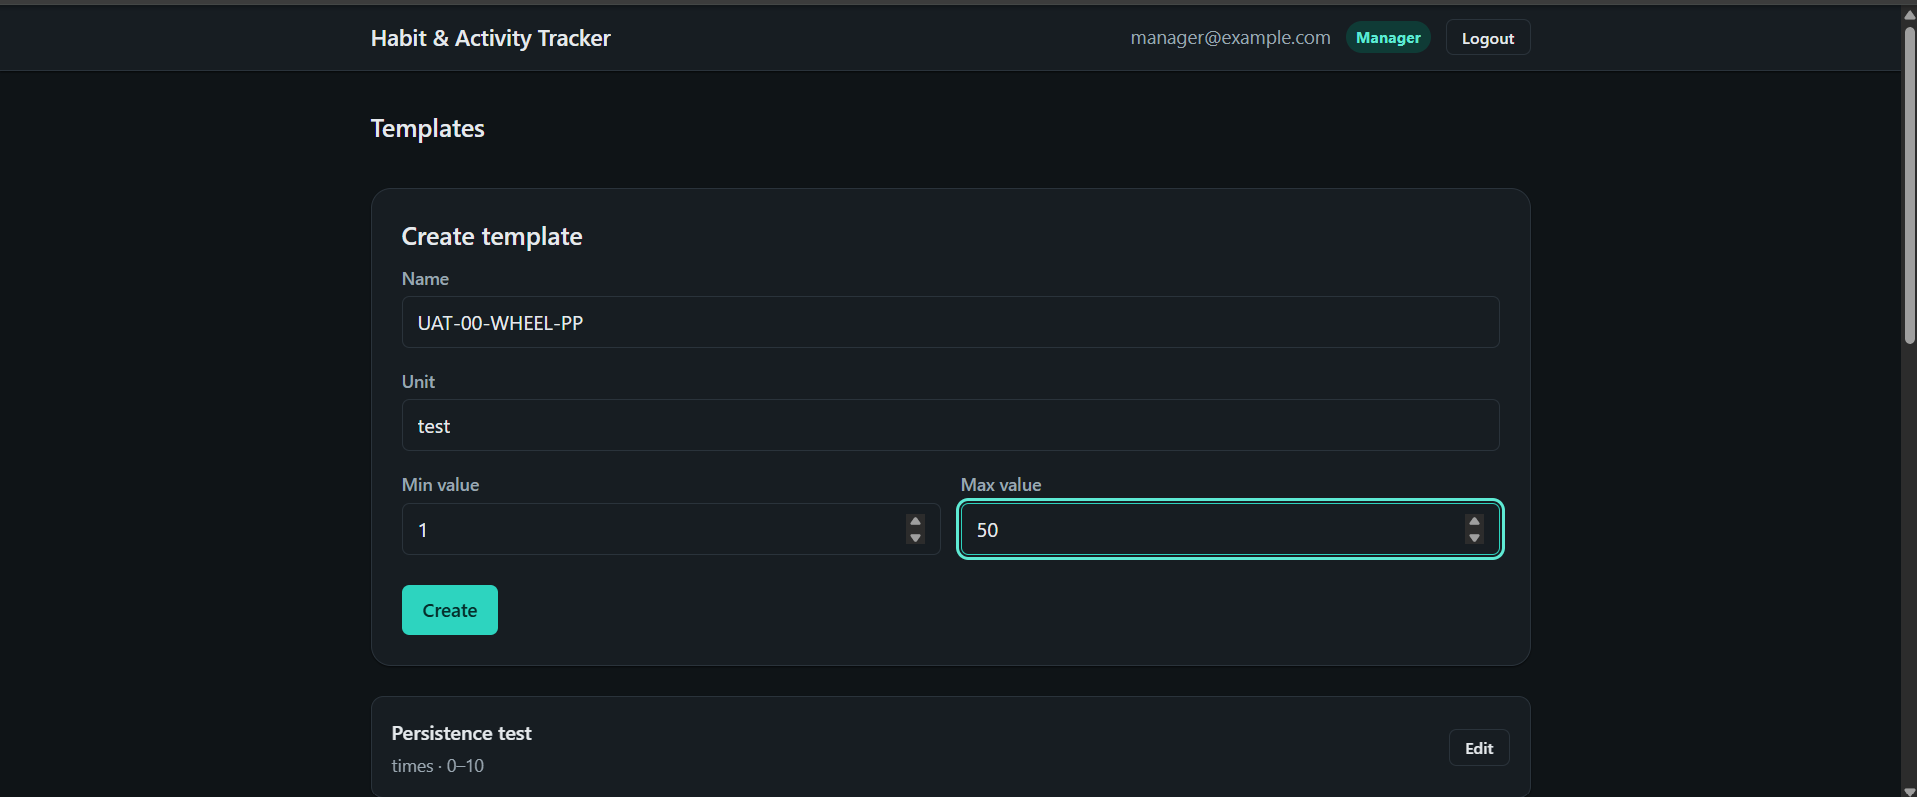 Habit & Activity Tracker
manager@example.com Manager Logout
Templates
Create template
Name
UAT-00-WHEEL-PP
Unit
test
Min value Max value
1 50
Create
Persistence test
times · 0–10
Edit